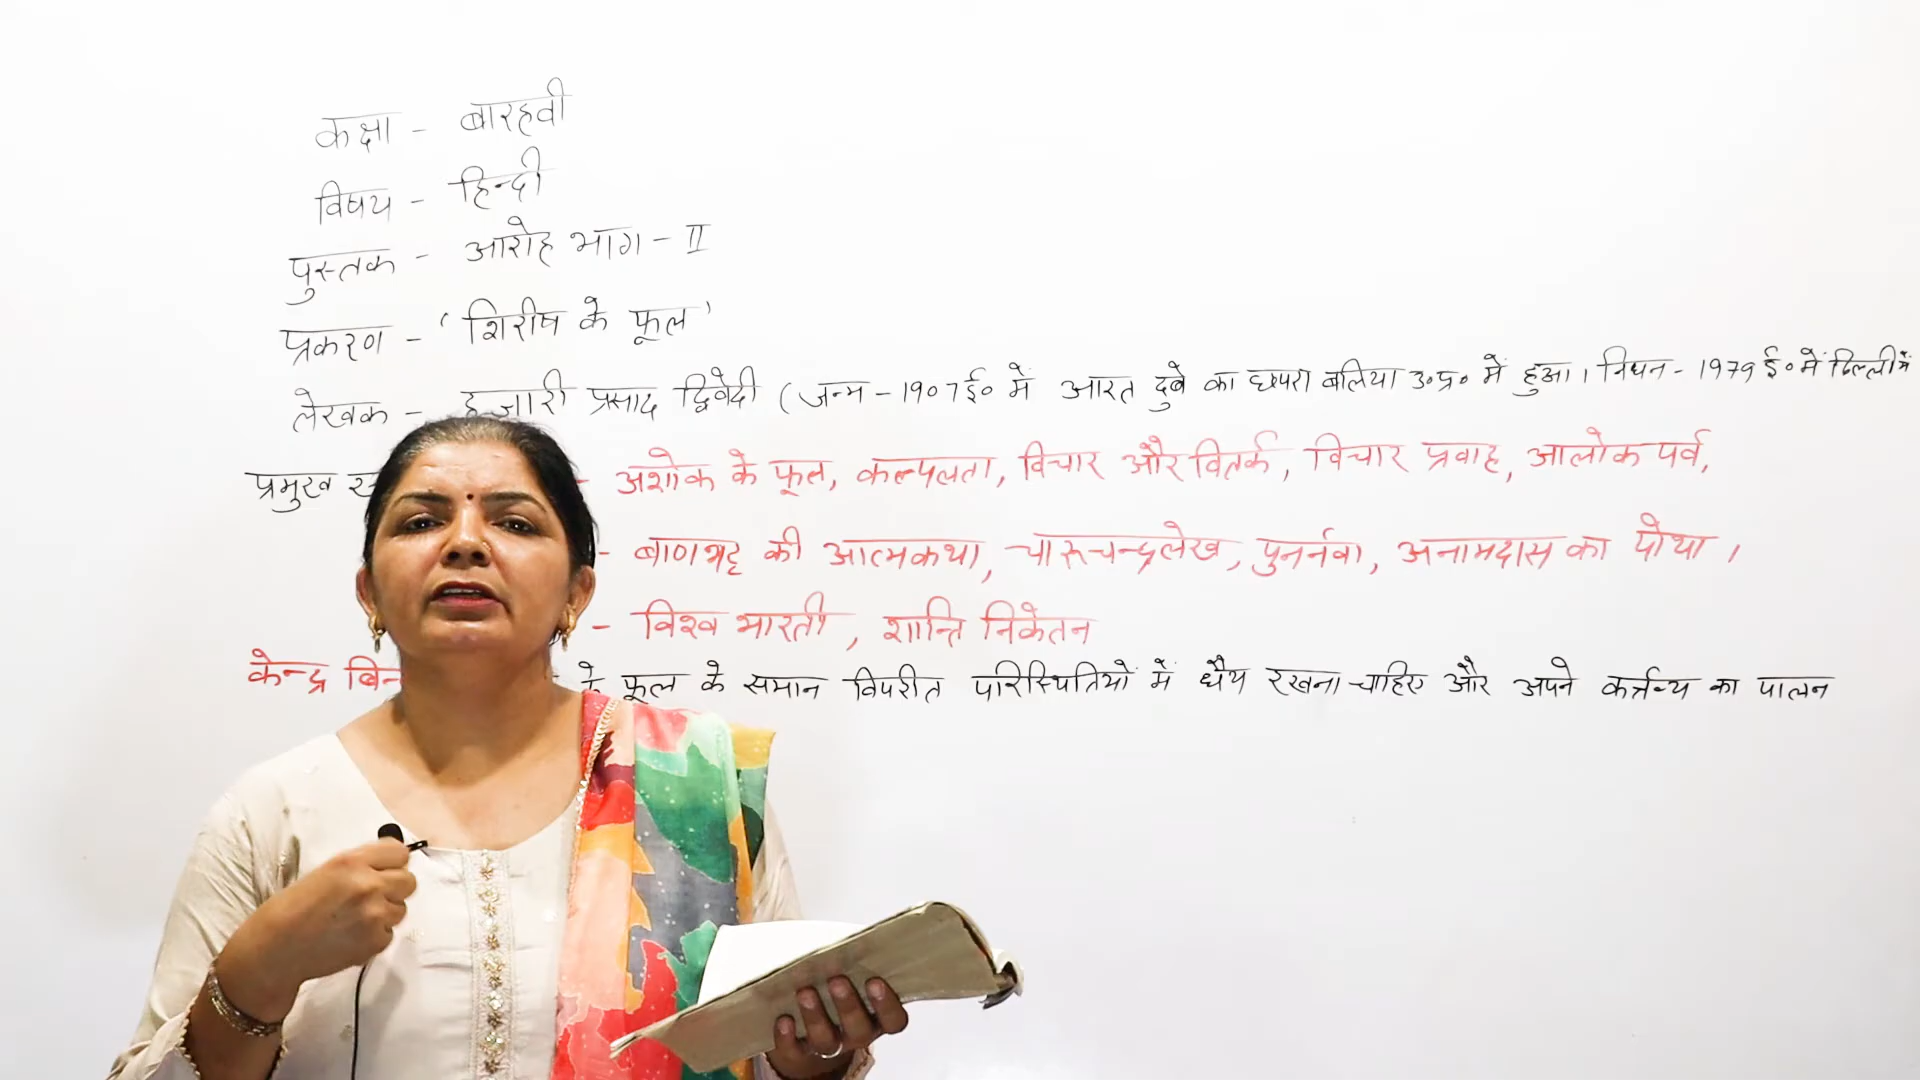 कक्षा - बारहवी
विषय - हिन्दी
पुस्तक - आरोह भाग - II
प्रकरण - 'शिरीष के फूल'
लेखक - हजारी प्रसाद द्विवेदी (जन्म - 1907 ई० में आरत दुबे का छपरा बलिया उ०प्र० में हुआ। निधन - 1979 ई० में दिल्ली में
प्रमुख - अशोक के फूल, कल्पलता, विचार और वितर्क, विचार प्रवाह, आलोक पर्व,
- बाणभट्ट की आत्मकथा, चारूचन्द्रलेख, पुनर्नवा, अनामदास का पोथा।
- विश्व भारती, शान्ति निकेतन
केन्द्र के फूल के समान विपरीत परिस्थितियों में धैर्य रखना चाहिए और अपने कर्त्तव्य का पालन